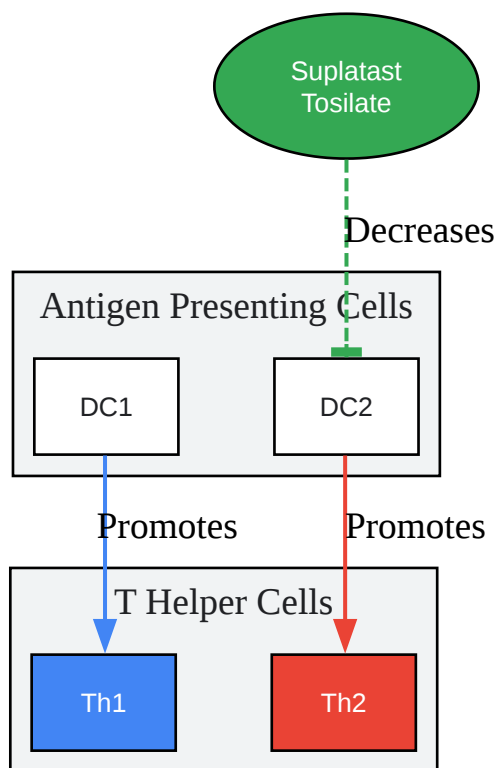 Suplatast
Tosilate
Decreases
Antigen Presenting Cells
DC1
DC2
Promotes
Promotes
T Helper Cells
Th1
Th2